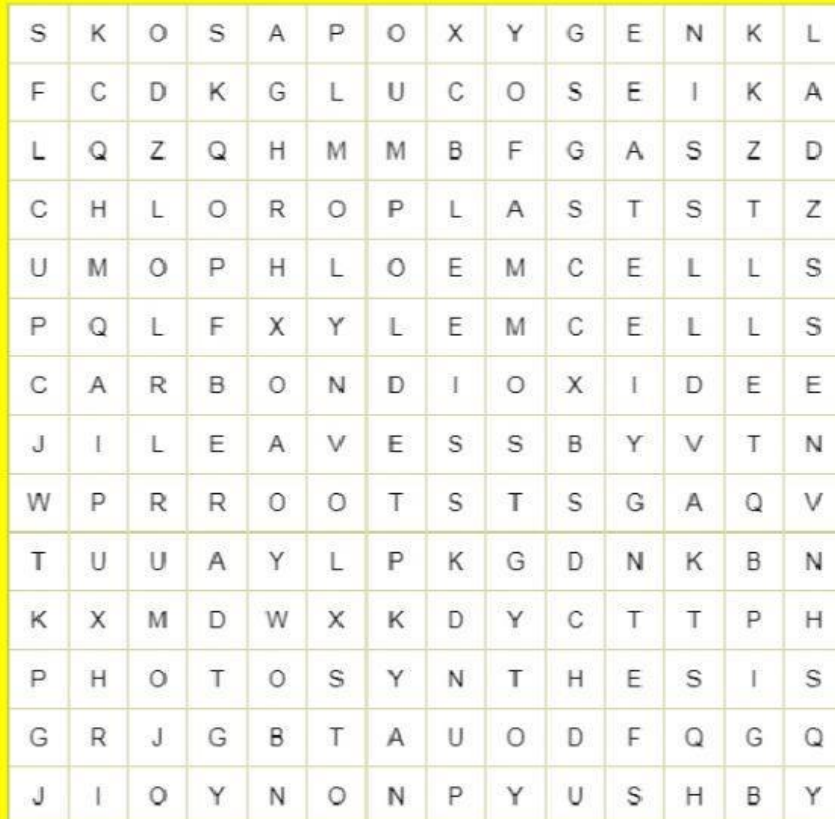 S K O S A P O X Y G E N K L
F C D K G L U C O S E I K A
L Q Z Q H M M B F G A S Z D
C H L O R O P L A S T S T Z
U M O P H L O E M C E L L S
P Q L F X Y L E M C E L L S
C A R B O N D I O X I D E E
J I L E A V E S S B Y V T N
W P R R O O T S T S G A Q V
T U U A Y L P K G D N K B N
K X M D W X K D Y C T T P H
P H O T O S Y N T H E S I S
G R J G B T A U O D F Q G Q
J I O Y N O N P Y U S H B Y